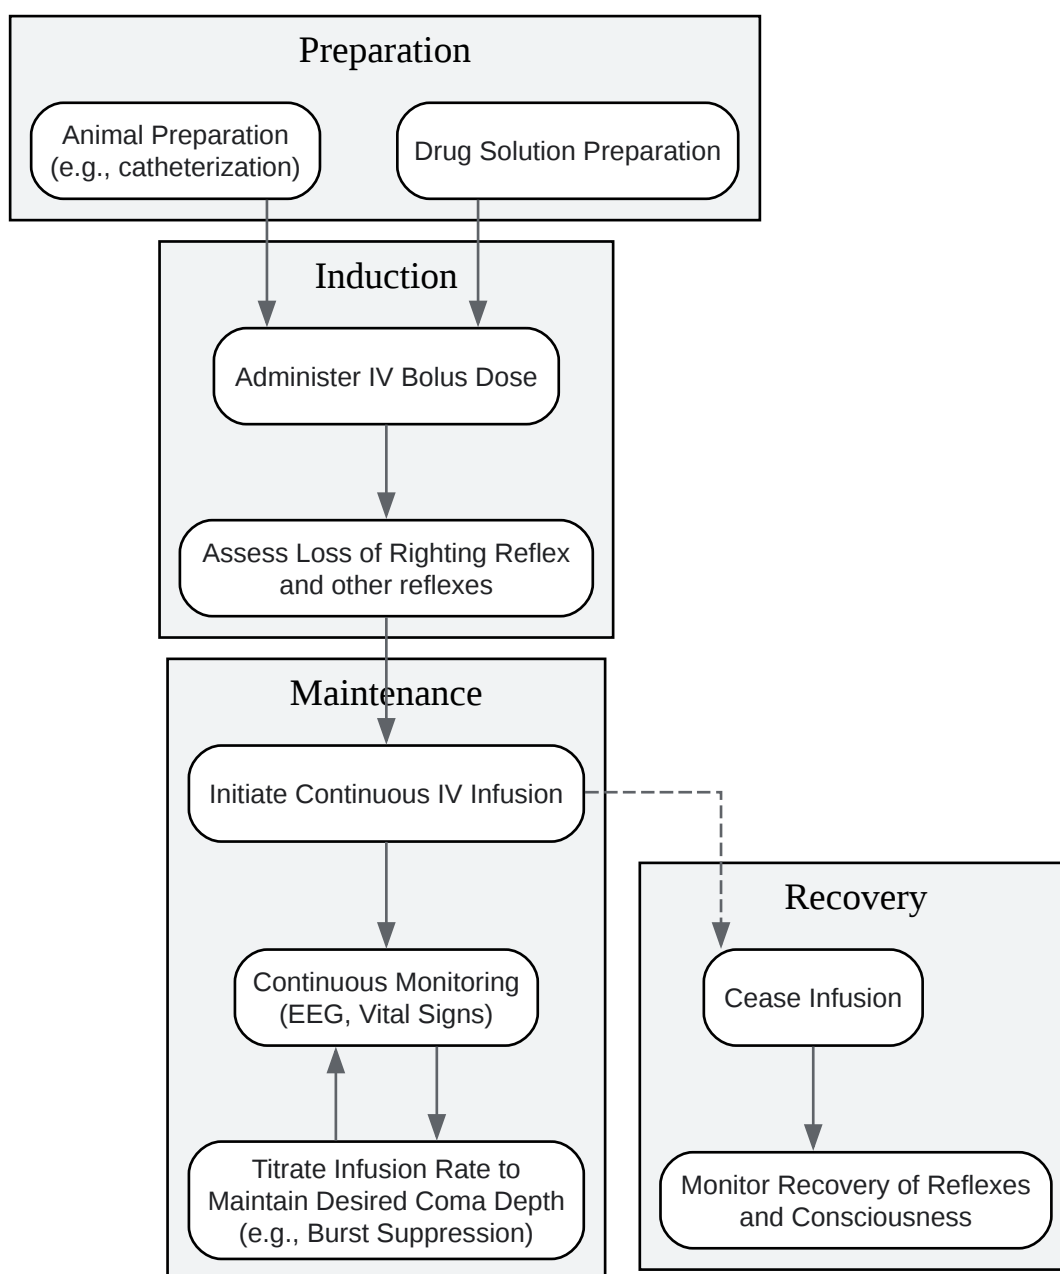 Preparation
Animal Preparation
(e.g., catheterization)
Drug Solution Preparation
Induction
Administer IV Bolus Dose
Assess Loss of Righting Reflex
and other reflexes
Maintenance
Initiate Continuous IV Infusion
Continuous Monitoring
(EEG, Vital Signs)
Titrate Infusion Rate to
Maintain Desired Coma Depth
(e.g., Burst Suppression)
Recovery
Cease Infusion
Monitor Recovery of Reflexes
and Consciousness